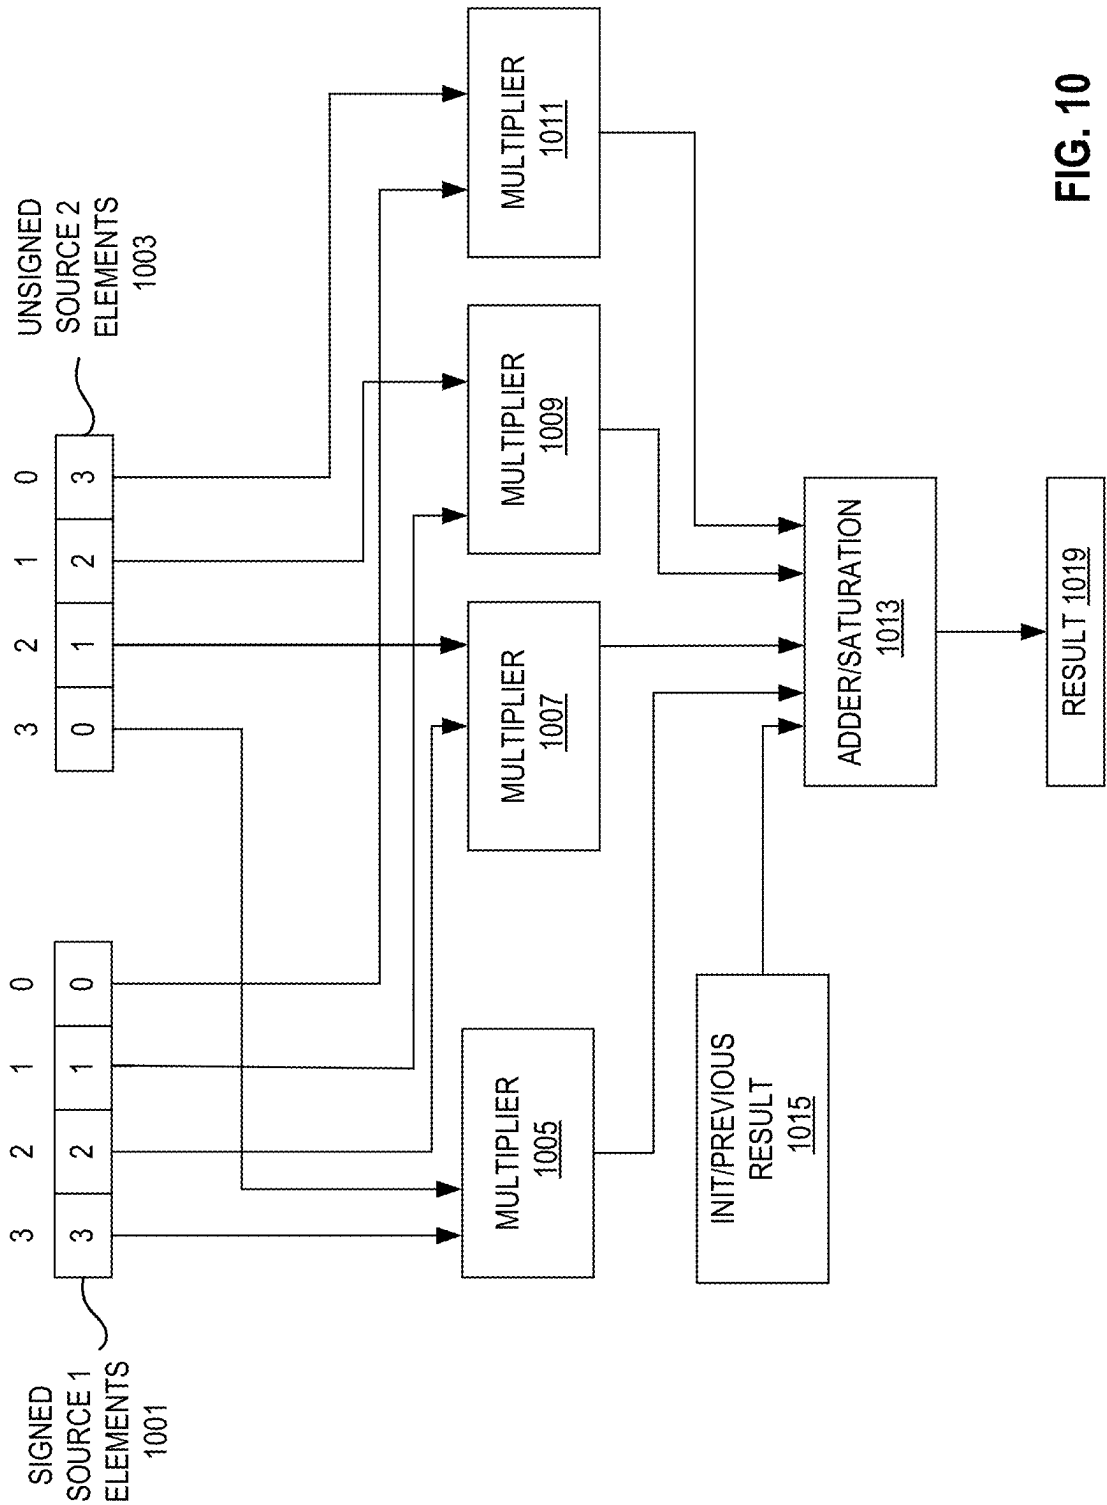 SIGNED
SOURCE 1
ELEMENTS
1001
3 2 1 0
3 2 1 0
UNSIGNED
SOURCE 2
ELEMENTS
1003
3 2 1 0
0 1 2 3
MULTIPLIER
1005
MULTIPLIER
1007
MULTIPLIER
1009
MULTIPLIER
1011
INIT/PREVIOUS
RESULT
1015
ADDER/SATURATION
1013
RESULT 1019
FIG. 10